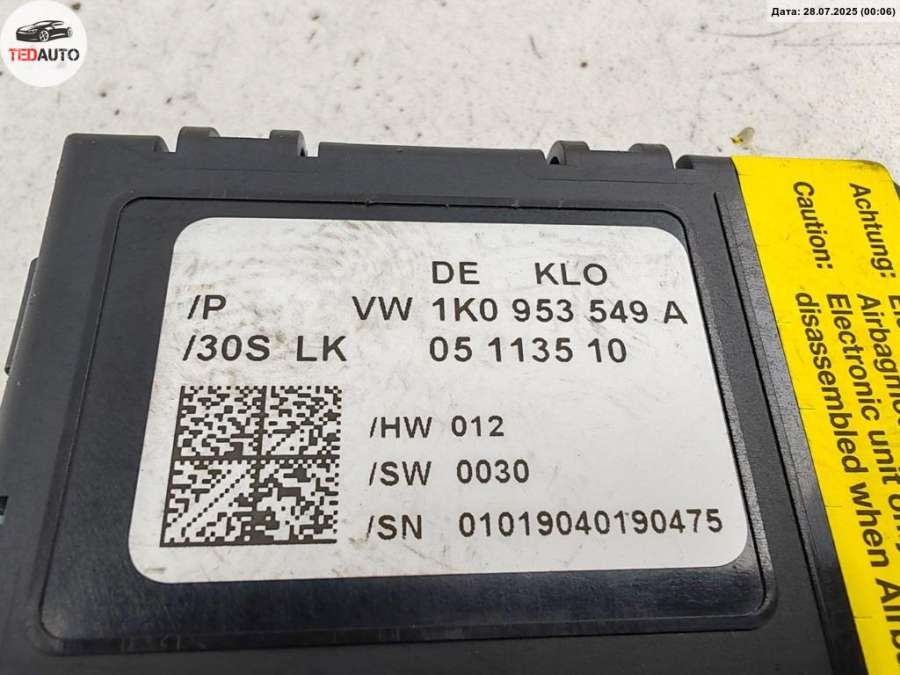 TEDAUTO
Дата: 28.07.2025 (00:06)
DE KLO
/P VW 1K0 953 549 A
/30S LK 05 1135 10
/HW 012
/SW 0030
/SN 01019040190475
Achtung:
Caution:
Electronic unit
disassembled when Airb